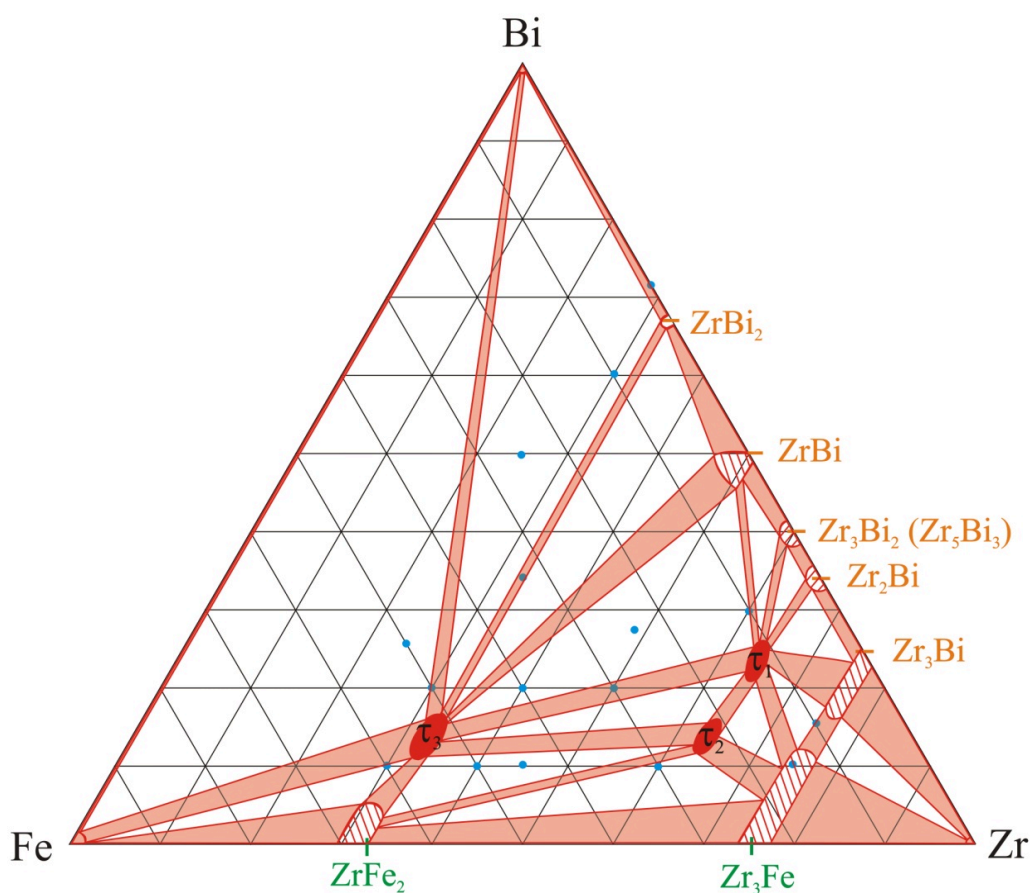 Bi
ZrBi₂
ZrBi
Zr₃Bi₂ (Zr₅Bi₃)
Zr₂Bi
Zr₃Bi
τ₁
τ₂
τ₃
Fe
Zr
ZrFe₂
Zr₃Fe